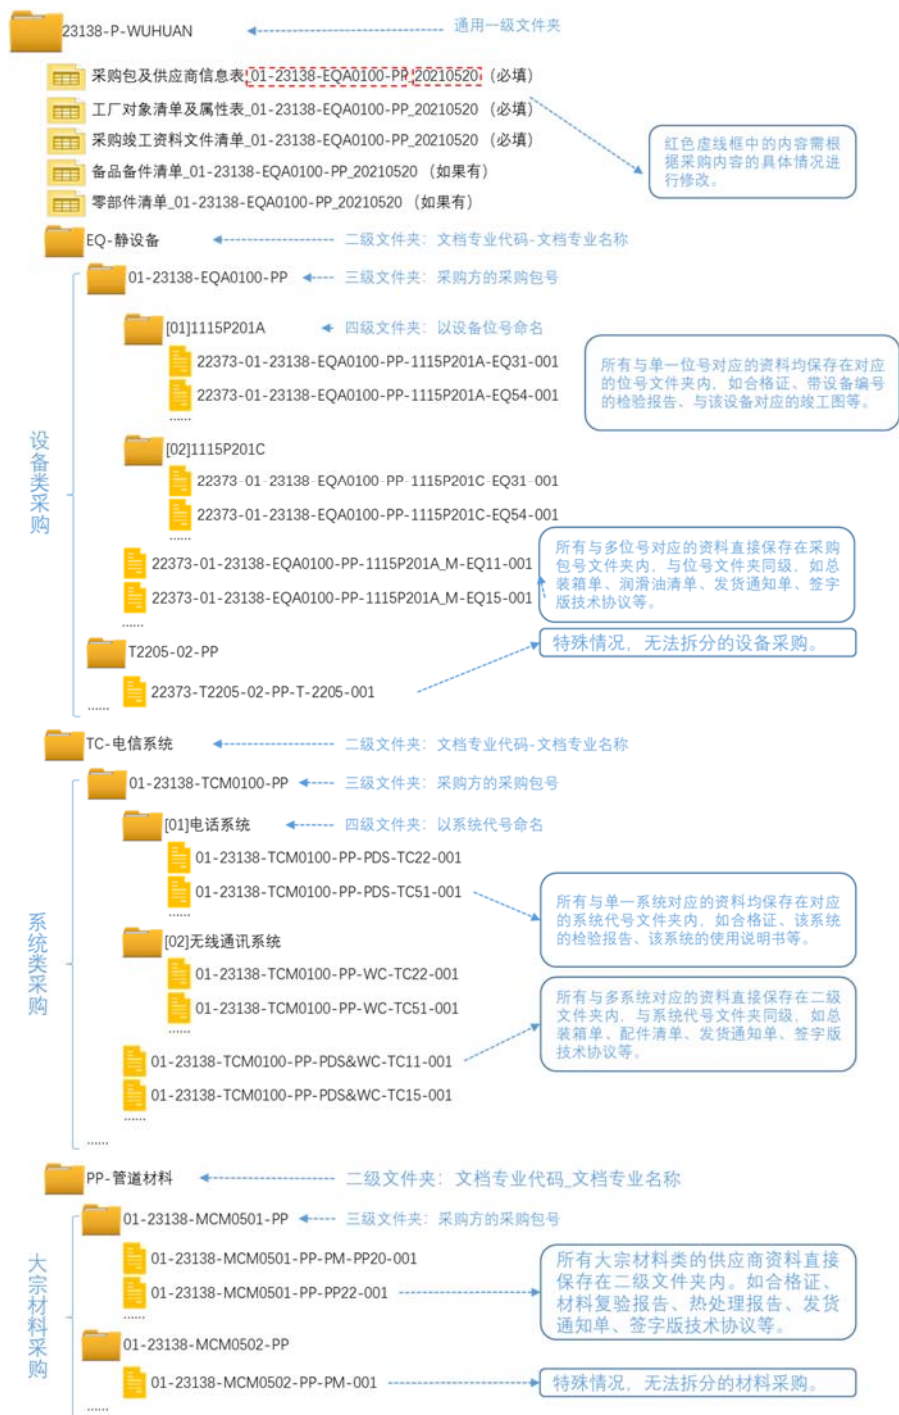 23138-P-WUHUAN
通用一级文件夹
采购包及供应商信息表_01-23138-EQA0100-PP_20210520（必填）
工厂对象清单及属性表_01-23138-EQA0100-PP_20210520（必填）
采购竣工资料文件清单_01-23138-EQA0100-PP_20210520（必填）
备品备件清单_01-23138-EQA0100-PP_20210520（如果有）
零部件清单_01-23138-EQA0100-PP_20210520（如果有）
红色虚线框中的内容需根
据采购内容的具体情况进
行修改。
EQ-静设备
二级文件夹：文档专业代码-文档专业名称
01-23138-EQA0100-PP
三级文件夹：采购方的采购包号
设备类采购
[01]1115P201A
四级文件夹：以设备位号命名
22373-01-23138-EQA0100-PP-1115P201A-EQ31-001
22373-01-23138-EQA0100-PP-1115P201A-EQ54-001
......
所有与单一位号对应的资料均保存在对应
的位号文件夹内，如合格证、带设备编号
的检验报告、与该设备对应的竣工图等。
[02]1115P201C
22373-01-23138-EQA0100-PP-1115P201C-EQ31-001
22373-01-23138-EQA0100-PP-1115P201C-EQ54-001
......
22373-01-23138-EQA0100-PP-1115P201A_M-EQ11-001
22373-01-23138-EQA0100-PP-1115P201A_M-EQ15-001
......
所有与多位号对应的资料直接保存在采购
包号文件夹内，与位号文件夹同级，如总
装箱单、润滑油清单、发货通知单、签字
版技术协议等。
T2205-02-PP
特殊情况，无法拆分的设备采购。
22373-T2205-02-PP-T-2205-001
......
TC-电信系统
二级文件夹：文档专业代码-文档专业名称
01-23138-TCM0100-PP
三级文件夹：采购方的采购包号
系统类采购
[01]电话系统
四级文件夹：以系统代号命名
01-23138-TCM0100-PP-PDS-TC22-001
01-23138-TCM0100-PP-PDS-TC51-001
......
所有与单一系统对应的资料均保存在对应
的系统代号文件夹内，如合格证、该系统
的检验报告、该系统的使用说明书等。
[02]无线通讯系统
01-23138-TCM0100-PP-WC-TC22-001
01-23138-TCM0100-PP-WC-TC51-001
......
所有与多系统对应的资料直接保存在二级
文件夹内，与系统代号文件夹同级，如总
装箱单、配件清单、发货通知单、签字版
技术协议等。
01-23138-TCM0100-PP-PDS&WC-TC11-001
01-23138-TCM0100-PP-PDS&WC-TC15-001
......
......
PP-管道材料
二级文件夹：文档专业代码_文档专业名称
01-23138-MCM0501-PP
三级文件夹：采购方的采购包号
大宗材料采购
01-23138-MCM0501-PP-PM-PP20-001
01-23138-MCM0501-PP-PP22-001
......
所有大宗材料类的供应商资料直接
保存在二级文件夹内。如合格证、
材料复验报告、热处理报告、发货
通知单、签字版技术协议等。
01-23138-MCM0502-PP
01-23138-MCM0502-PP-PM-001
特殊情况，无法拆分的材料采购。
......